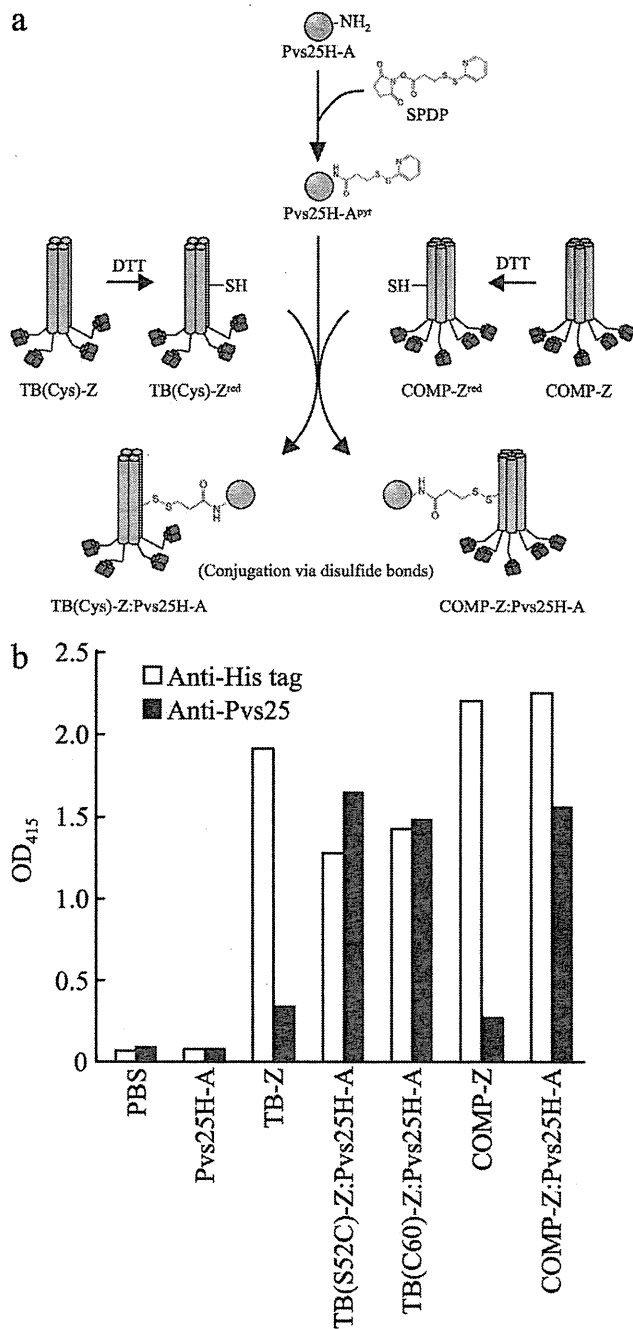 a
-NH2
Pvs25H-A
SPDP
Pvs25H-Apyr
DTT
SH
SH
DTT
TB(Cys)-Z
TB(Cys)-Zred
COMP-Zred
COMP-Z
(Conjugation via disulfide bonds)
TB(Cys)-Z:Pvs25H-A
COMP-Z:Pvs25H-A
b
Anti-His tag
Anti-Pvs25
OD415
2.5
2.0
1.5
1.0
0.5
0
PBS
Pvs25H-A
TB-Z
TB(S52C)-Z:Pvs25H-A
TB(C60)-Z:Pvs25H-A
COMP-Z
COMP-Z:Pvs25H-A